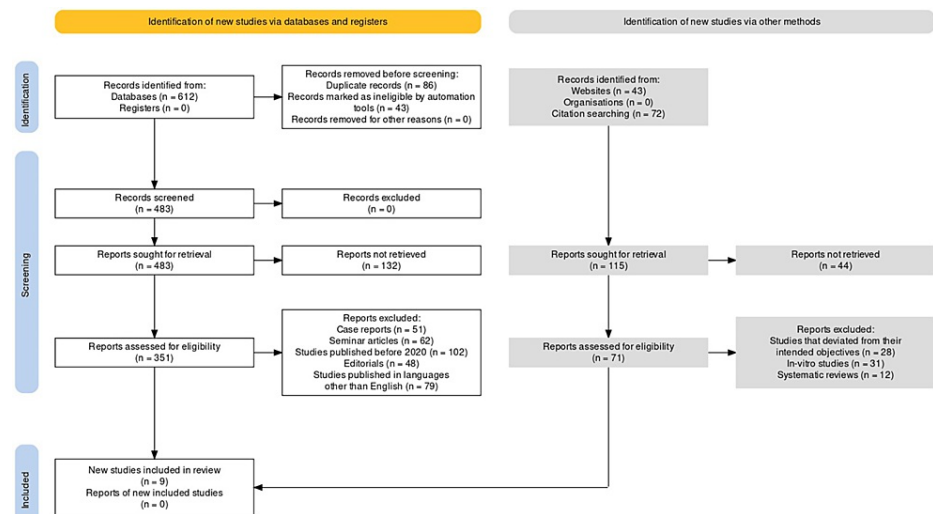 Identification of new studies via databases and registers
Identification of new studies via other methods
Identification
Records identified from:
Databases (n = 612)
Registers (n = 0)
Records removed before screening:
Duplicate records (n = 86)
Records marked as ineligible by automation
tools (n = 43)
Records removed for other reasons (n = 0)
Records identified from:
Websites (n = 43)
Organisations (n = 0)
Citation searching (n = 72)
Screening
Records screened
(n = 483)
Records excluded
(n = 0)
Reports sought for retrieval
(n = 483)
Reports not retrieved
(n = 132)
Reports sought for retrieval
(n = 115)
Reports not retrieved
(n = 44)
Reports assessed for eligibility
(n = 351)
Reports excluded:
Case reports (n = 51)
Seminar articles (n = 62)
Studies published before 2020 (n = 102)
Editorials (n = 48)
Studies published in languages
other than English (n = 79)
Reports assessed for eligibility
(n = 71)
Reports excluded:
Studies that deviated from their
intended objectives (n = 28)
In-vitro studies (n = 31)
Systematic reviews (n = 12)
Included
New studies included in review
(n = 9)
Reports of new included studies
(n = 0)